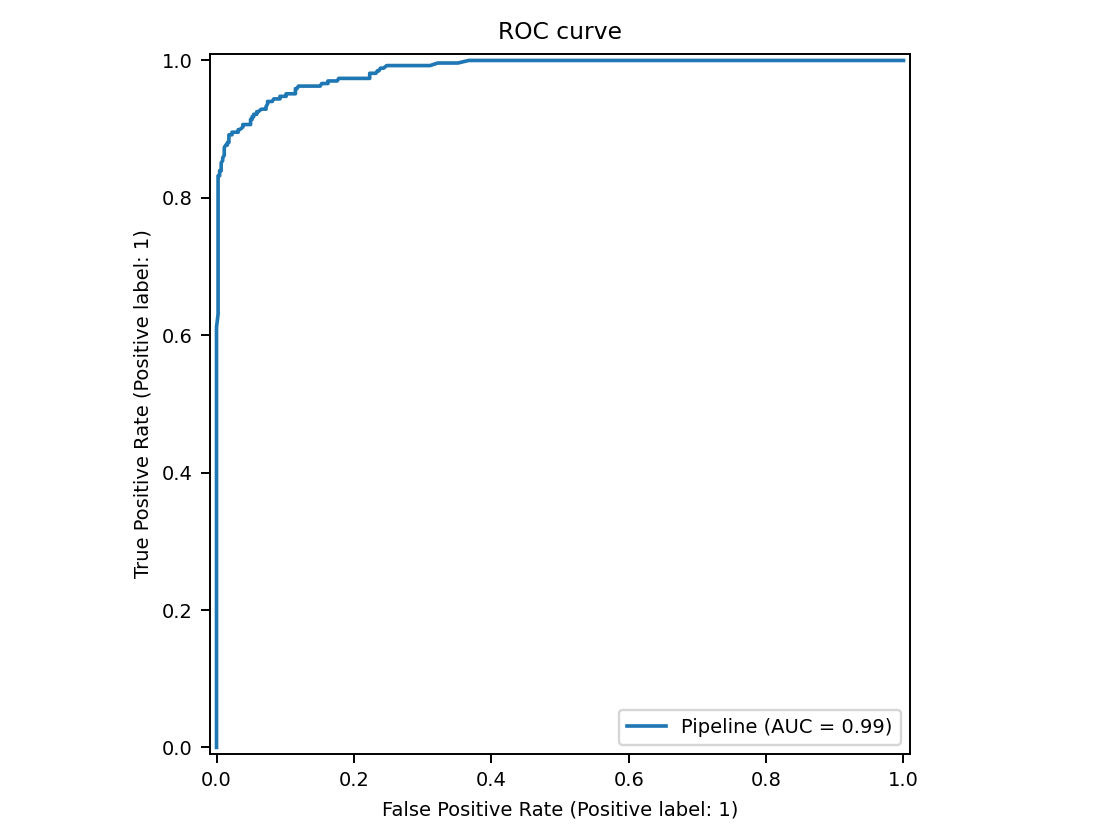 ROC curve
True Positive Rate (Positive label: 1)
1.0
0.8
0.6
0.4
0.2
0.0
Pipeline (AUC = 0.99)
0.0 0.2 0.4 0.6 0.8 1.0
False Positive Rate (Positive label: 1)